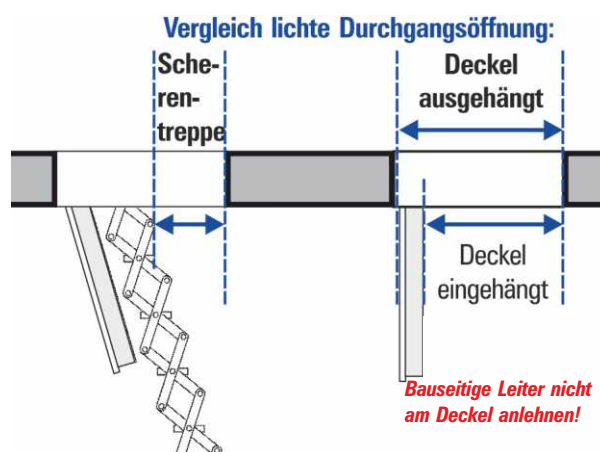 Vergleich lichte Durchgangsöffnung:
Sche-
ren-
treppe
Deckel
ausgehängt
Deckel
eingehängt
Bauseitige Leiter nicht
am Deckel anlehnen!